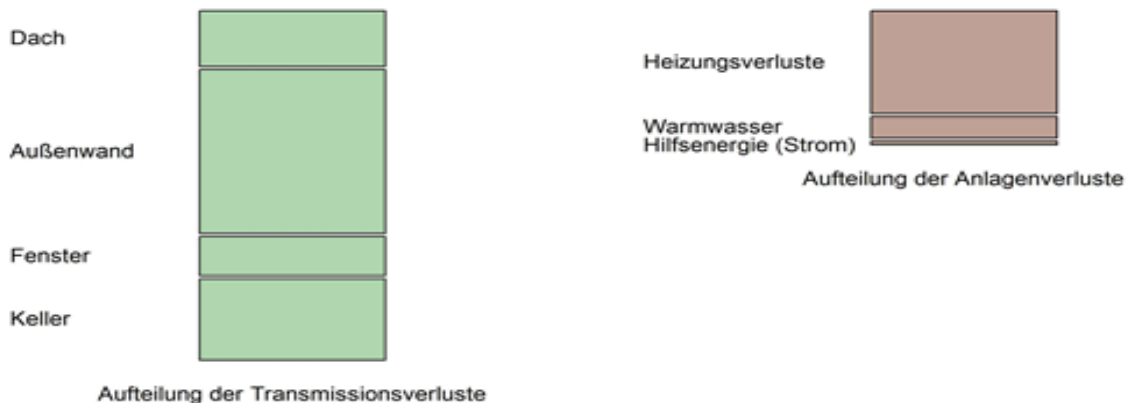 Dach
Außenwand
Fenster
Keller
Aufteilung der Transmissionsverluste
Heizungsverluste
Warmwasser
Hilfsenergie (Strom)
Aufteilung der Anlagenverluste